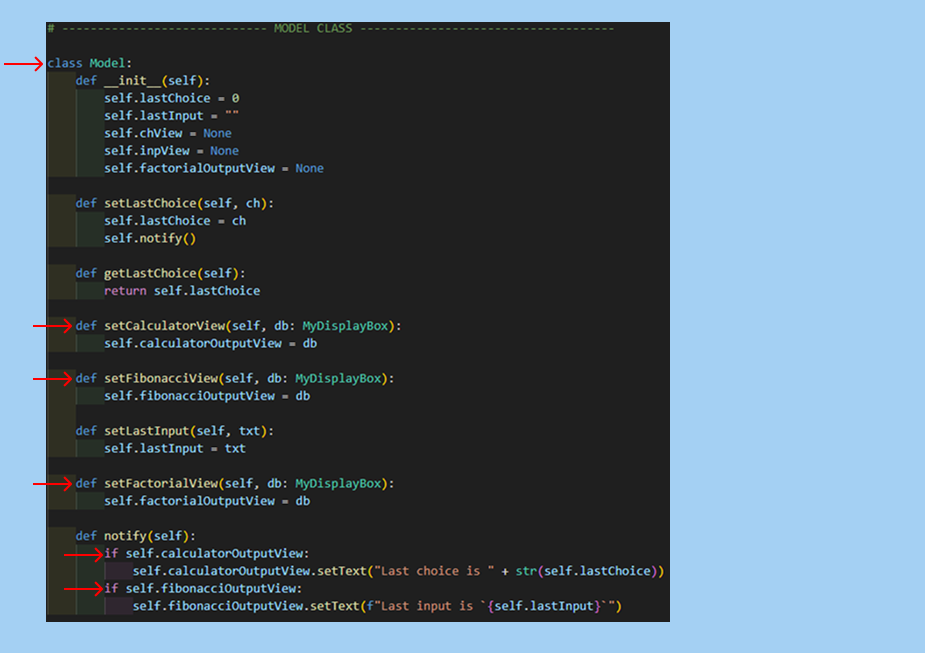 # ----------------------------- MODEL CLASS ------------------------------------
class Model:
def __init__(self):
self.lastChoice = 0
self.lastInput = ""
self.chView = None
self.inpView = None
self.factorialOutputView = None
def setLastChoice(self, ch):
self.lastChoice = ch
self.notify()
def getLastChoice(self):
return self.lastChoice
def setCalculatorView(self, db: MyDisplayBox):
self.calculatorOutputView = db
def setFibonacciView(self, db: MyDisplayBox):
self.fibonacciOutputView = db
def setLastInput(self, txt):
self.lastInput = txt
def setFactorialView(self, db: MyDisplayBox):
self.factorialOutputView = db
def notify(self):
if self.calculatorOutputView:
self.calculatorOutputView.setText("Last choice is " + str(self.lastChoice))
if self.fibonacciOutputView:
self.fibonacciOutputView.setText(f"Last input is `{self.lastInput}`")